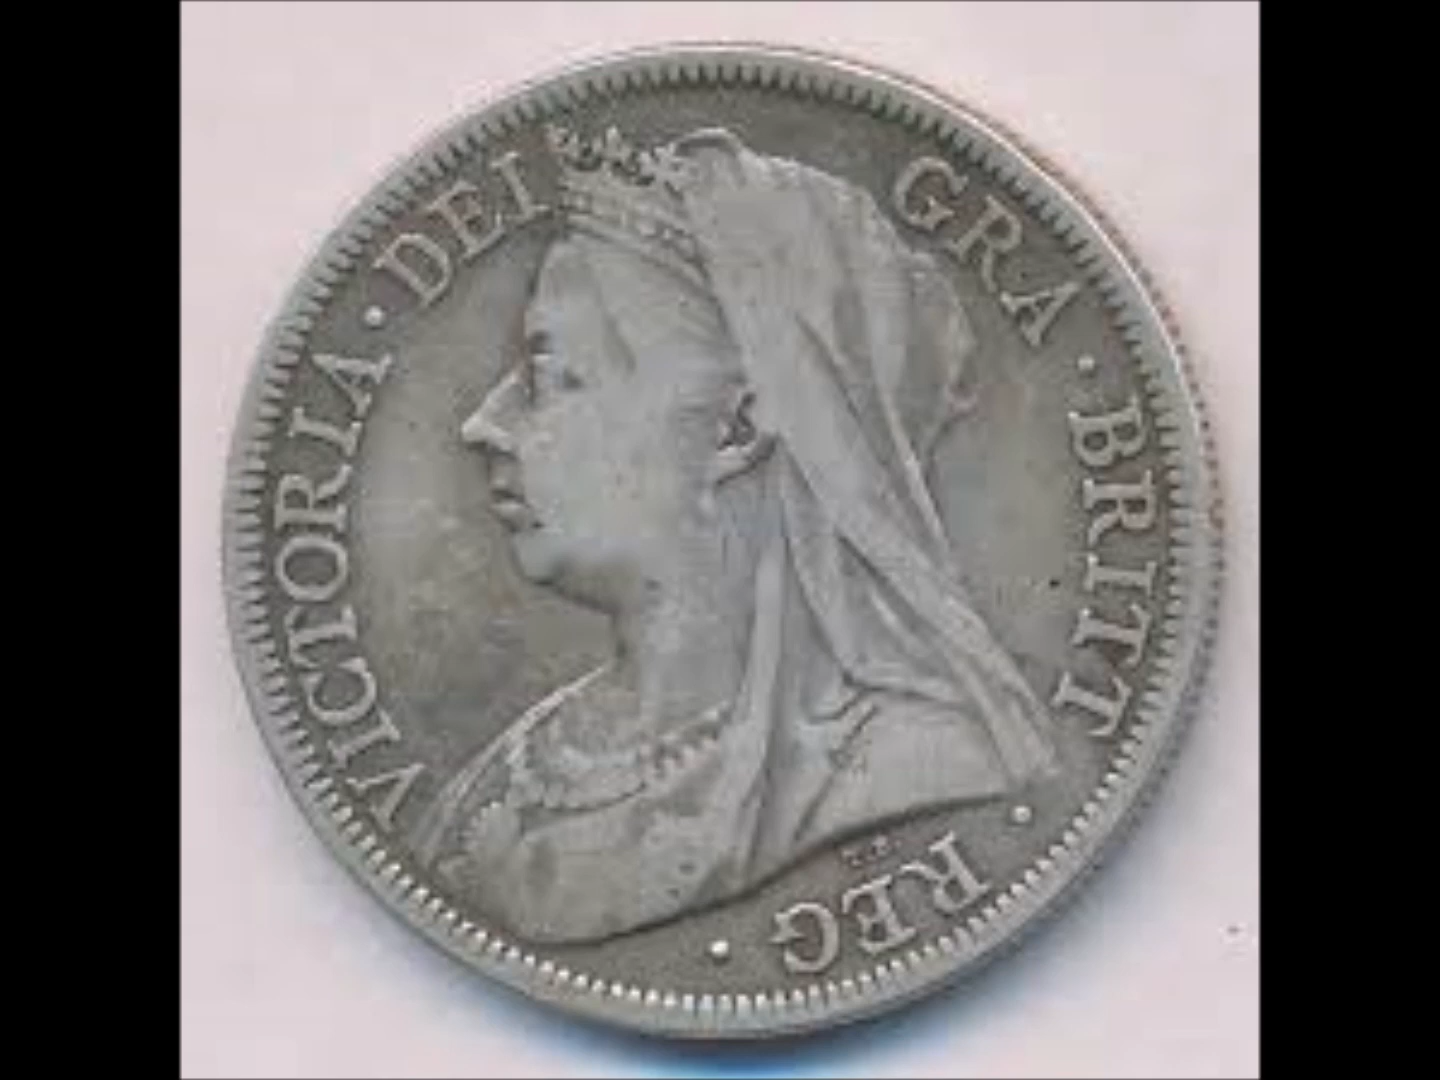 VICTORIA · DEI GRA · BRITT · REG ·
T.B.